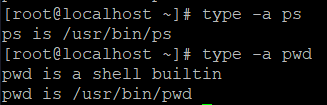 [root@localhost ~]# type -a ps
ps is /usr/bin/ps
[root@localhost ~]# type -a pwd
pwd is a shell builtin
pwd is /usr/bin/pwd